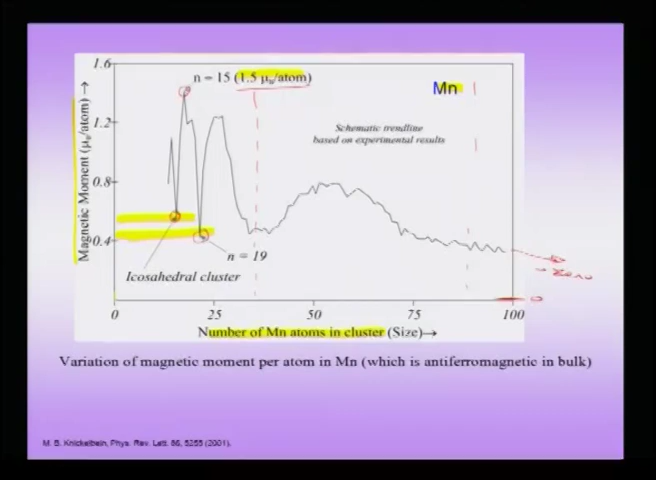 1.6
n = 15 (1.5 μB/atom)
Mn
Schematic trendline
based on experimental results
1.2
0.8
0.4
Magnetic Moment (μB/atom) →
Icosahedral cluster
n = 19
→ Zero
0
0
25
50
75
100
Number of Mn atoms in cluster (Size)→
Variation of magnetic moment per atom in Mn (which is antiferromagnetic in bulk)
M. B. Knickelbein, Phys. Rev. Lett. 86, 5255 (2001).